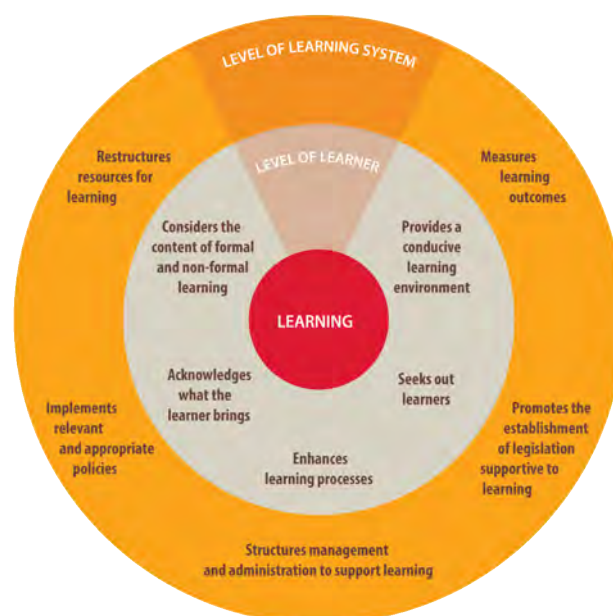 LEVEL OF LEARNING SYSTEM
LEVEL OF LEARNER
Restructures
resources for
learning
Measures
learning
outcomes
Considers the
content of formal
and non-formal
learning
Provides a
conducive
learning
environment
LEARNING
Acknowledges
what the
learner brings
Seeks out
learners
Implements
relevant
and appropriate
policies
Promotes the
establishment
of legislation
supportive to
learning
Enhances
learning processes
Structures management
and administration to support learning